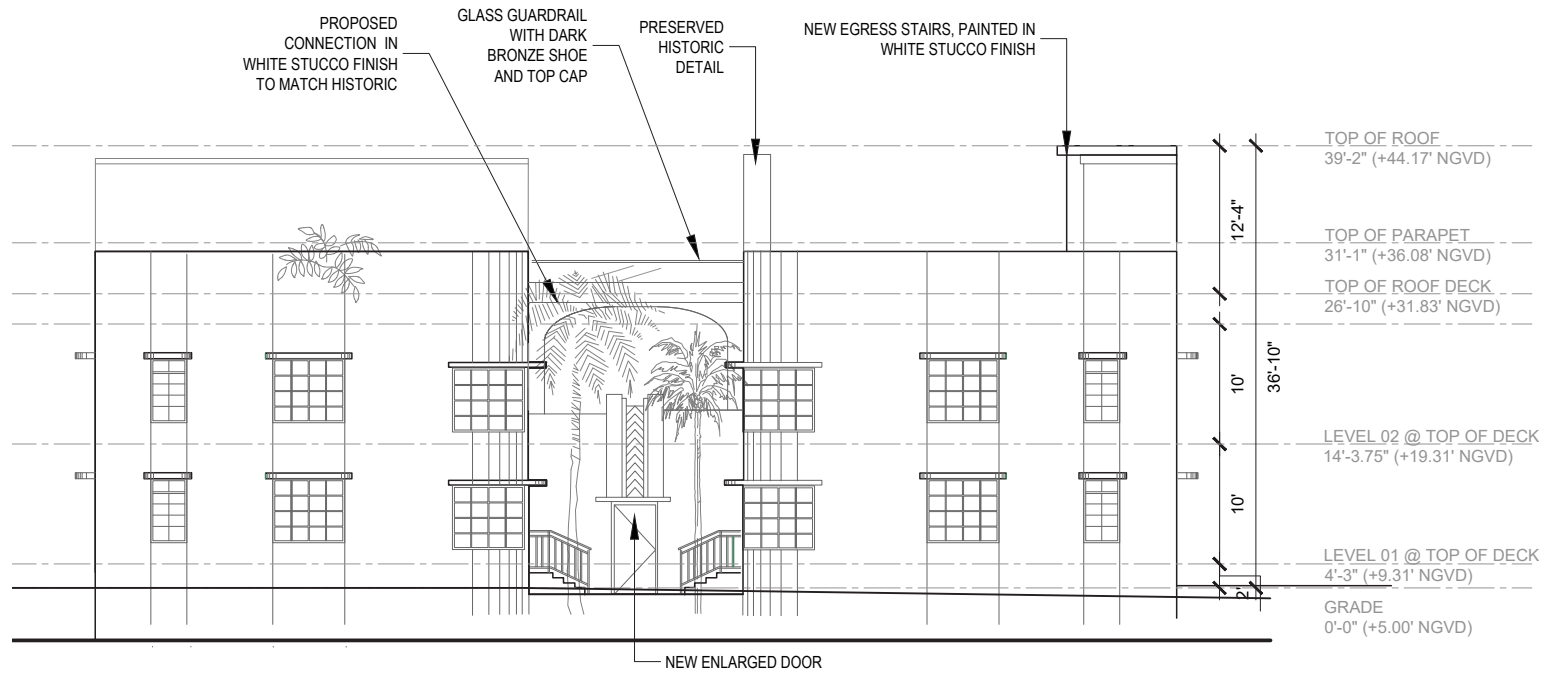 PROPOSED
CONNECTION IN
WHITE STUCCO FINISH
TO MATCH HISTORIC
GLASS GUARDRAIL
WITH DARK
BRONZE SHOE
AND TOP CAP
PRESERVED
HISTORIC
DETAIL
NEW EGRESS STAIRS, PAINTED IN
WHITE STUCCO FINISH
TOP OF ROOF
39'-2" (+44.17' NGVD)
12'-4"
TOP OF PARAPET
31'-1" (+36.08' NGVD)
TOP OF ROOF DECK
26'-10" (+31.83' NGVD)
10'
36'-10"
LEVEL 02 @ TOP OF DECK
14'-3.75" (+19.31' NGVD)
10'
LEVEL 01 @ TOP OF DECK
4'-3" (+9.31' NGVD)
2'
GRADE
0'-0" (+5.00' NGVD)
NEW ENLARGED DOOR